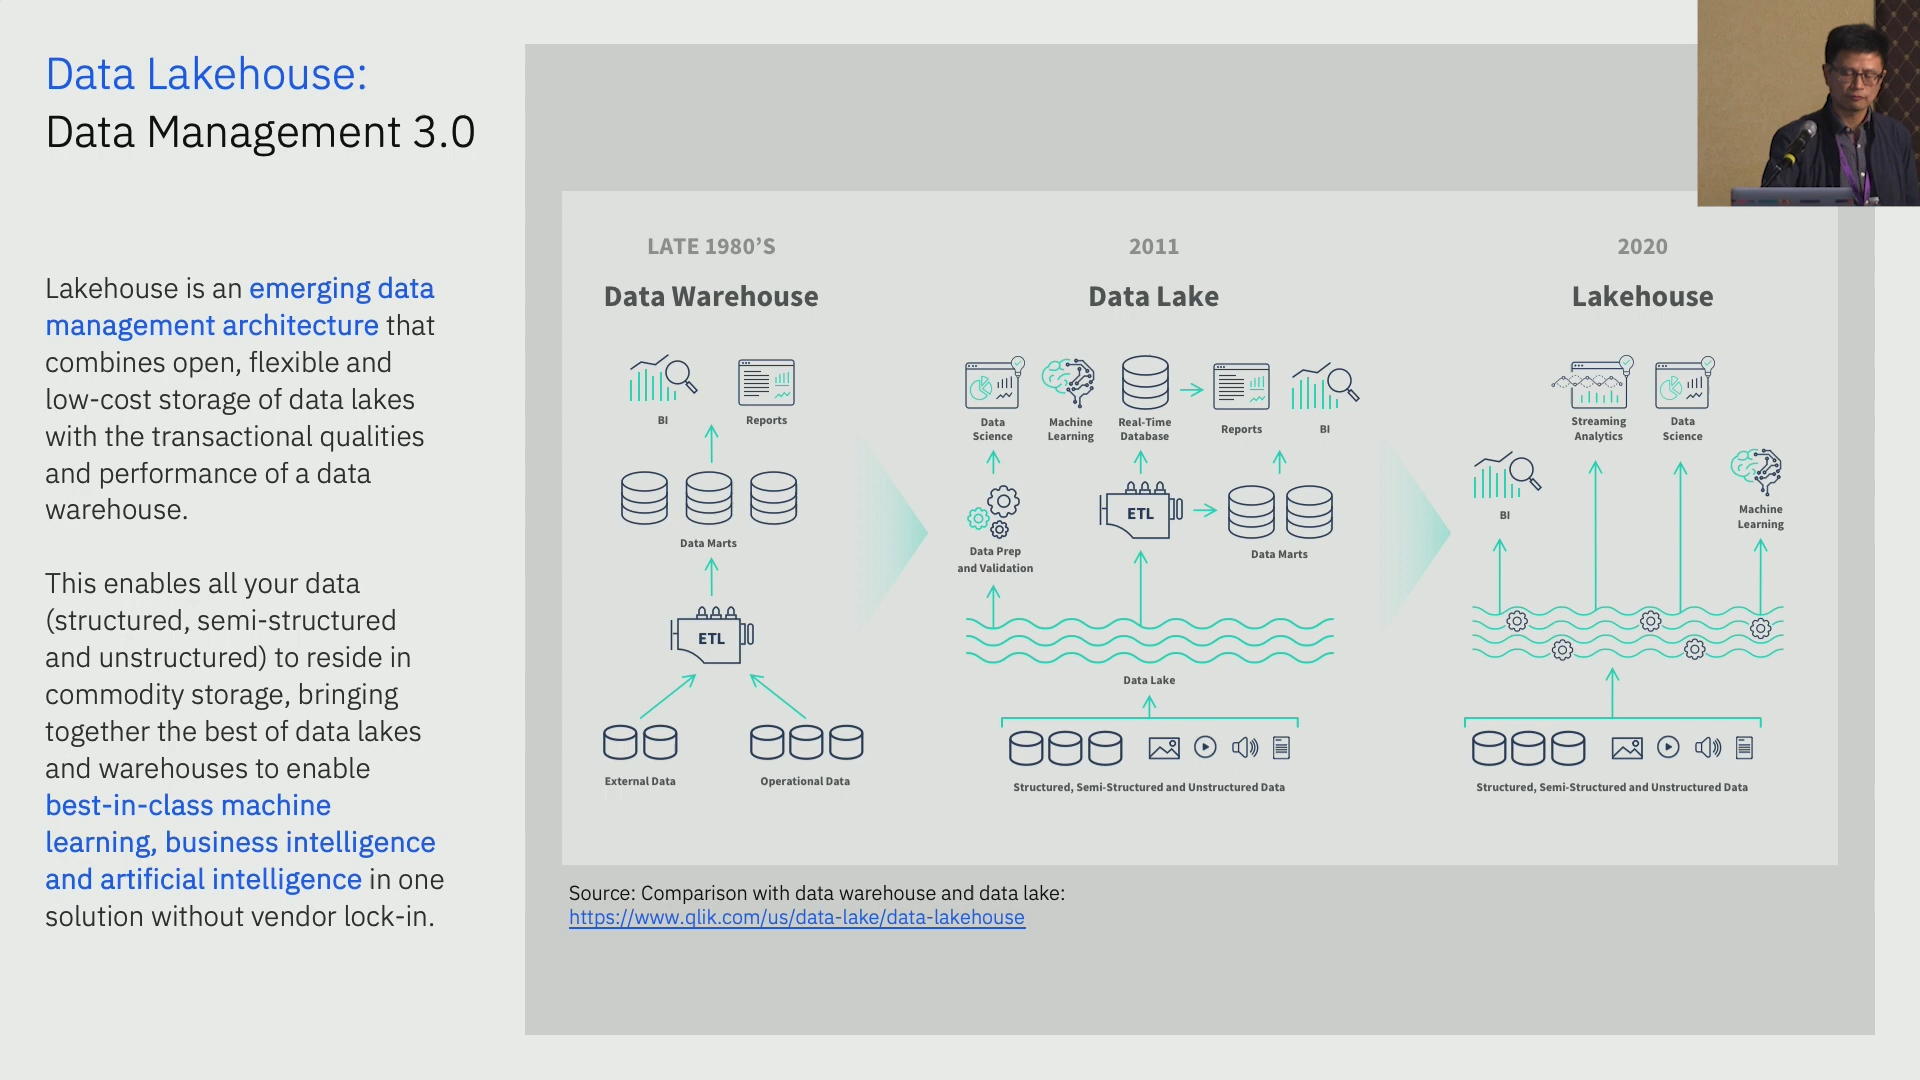 Data Lakehouse:
Data Management 3.0
Lakehouse is an emerging data
management architecture that
combines open, flexible and
low-cost storage of data lakes
with the transactional qualities
and performance of a data
warehouse.
This enables all your data
(structured, semi-structured
and unstructured) to reside in
commodity storage, bringing
together the best of data lakes
and warehouses to enable
best-in-class machine
learning, business intelligence
and artificial intelligence in one
solution without vendor lock-in.
LATE 1980'S
Data Warehouse
BI
Reports
Data Marts
ETL
External Data
Operational Data
2011
Data Lake
Data
Science
Machine
Learning
Real-Time
Database
Reports
BI
Data Prep
and Validation
ETL
Data Marts
Data Lake
Structured, Semi-Structured and Unstructured Data
2020
Lakehouse
Streaming
Analytics
Data
Science
BI
Machine
Learning
Structured, Semi-Structured and Unstructured Data
Source: Comparison with data warehouse and data lake:
https://www.qlik.com/us/data-lake/data-lakehouse